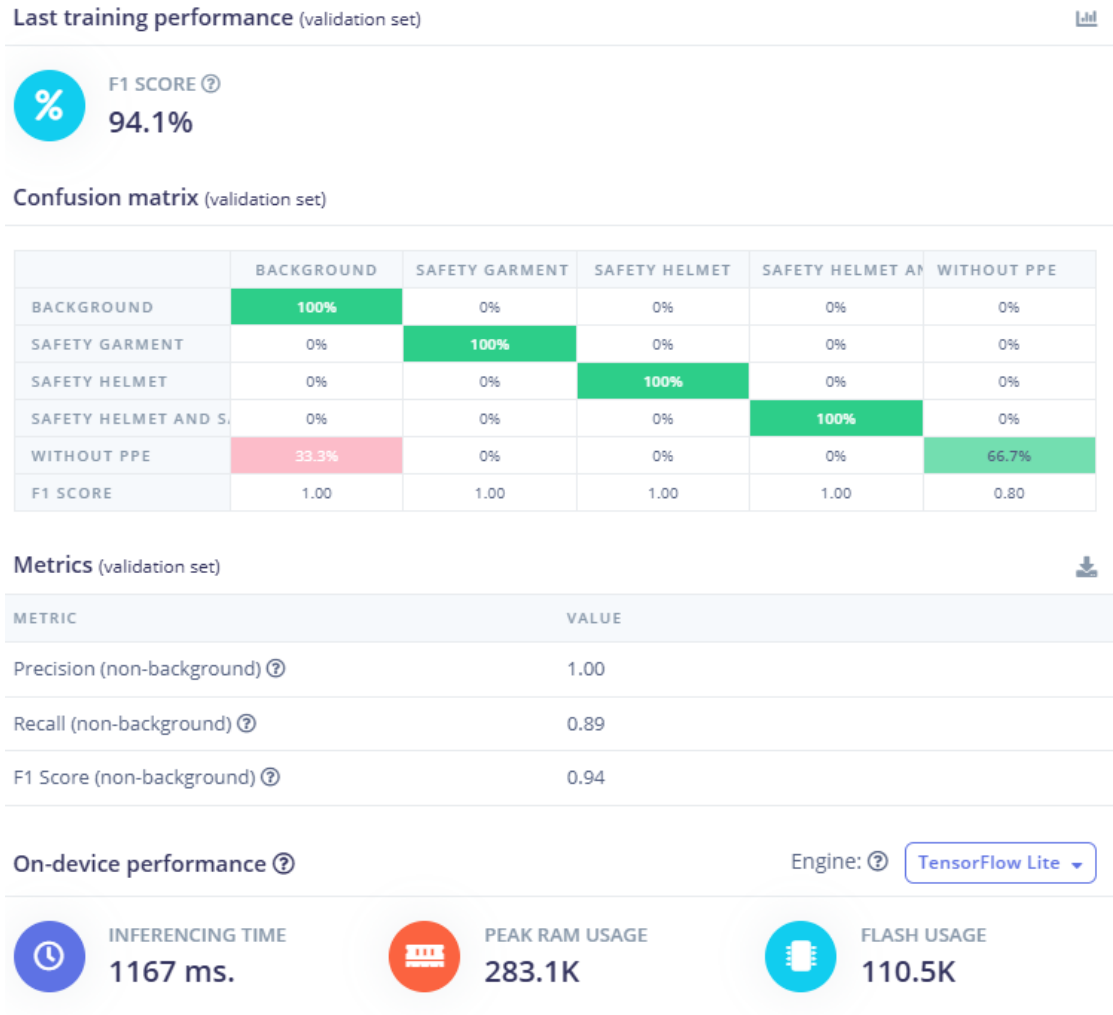 Last training performance (validation set)
%
F1 SCORE ?
94.1%
Confusion matrix (validation set)
BACKGROUND SAFETY GARMENT SAFETY HELMET SAFETY HELMET AN WITHOUT PPE
BACKGROUND 100% 0% 0% 0% 0%
SAFETY GARMENT 0% 100% 0% 0% 0%
SAFETY HELMET 0% 0% 100% 0% 0%
SAFETY HELMET AND SA 0% 0% 0% 100% 0%
WITHOUT PPE 33.3% 0% 0% 0% 66.7%
F1 SCORE 1.00 1.00 1.00 1.00 0.80
Metrics (validation set)
METRIC VALUE
Precision (non-background) ? 1.00
Recall (non-background) ? 0.89
F1 Score (non-background) ? 0.94
On-device performance ? Engine: ? TensorFlow Lite
INFERENCING TIME PEAK RAM USAGE FLASH USAGE
1167 ms. 283.1K 110.5K